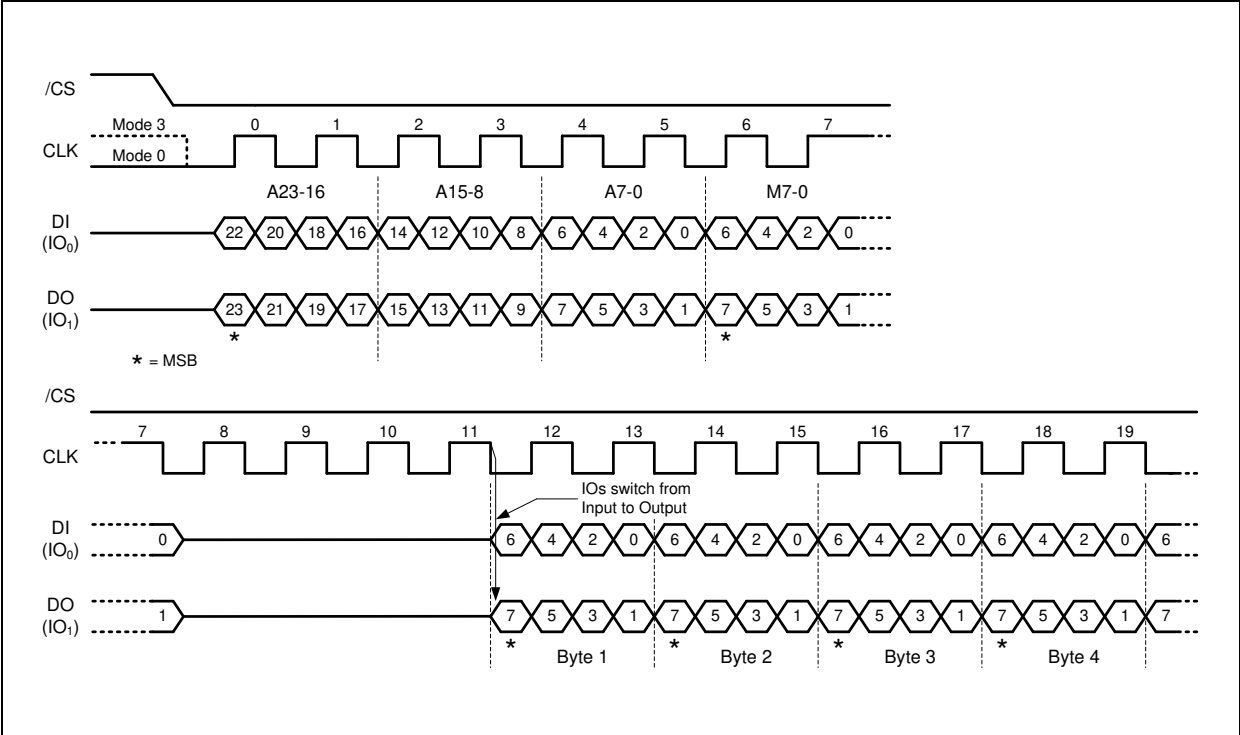 /CS
Mode 3 0 1 2 3 4 5 6 7
CLK
Mode 0
A23-16 A15-8 A7-0 M7-0
DI
(IO₀)
22 20 18 16 14 12 10 8 6 4 2 0 6 4 2 0
DO
(IO₁)
23 21 19 17 15 13 11 9 7 5 3 1 7 5 3 1
* *
* = MSB
/CS
7 8 9 10 11 12 13 14 15 16 17 18 19
CLK
IOs switch from
Input to Output
DI
(IO₀)
0 6 4 2 0 6 4 2 0 6 4 2 0 6 4 2 0 6
DO
(IO₁)
1 7 5 3 1 7 5 3 1 7 5 3 1 7 5 3 1 7
* * * *
Byte 1 Byte 2 Byte 3 Byte 4